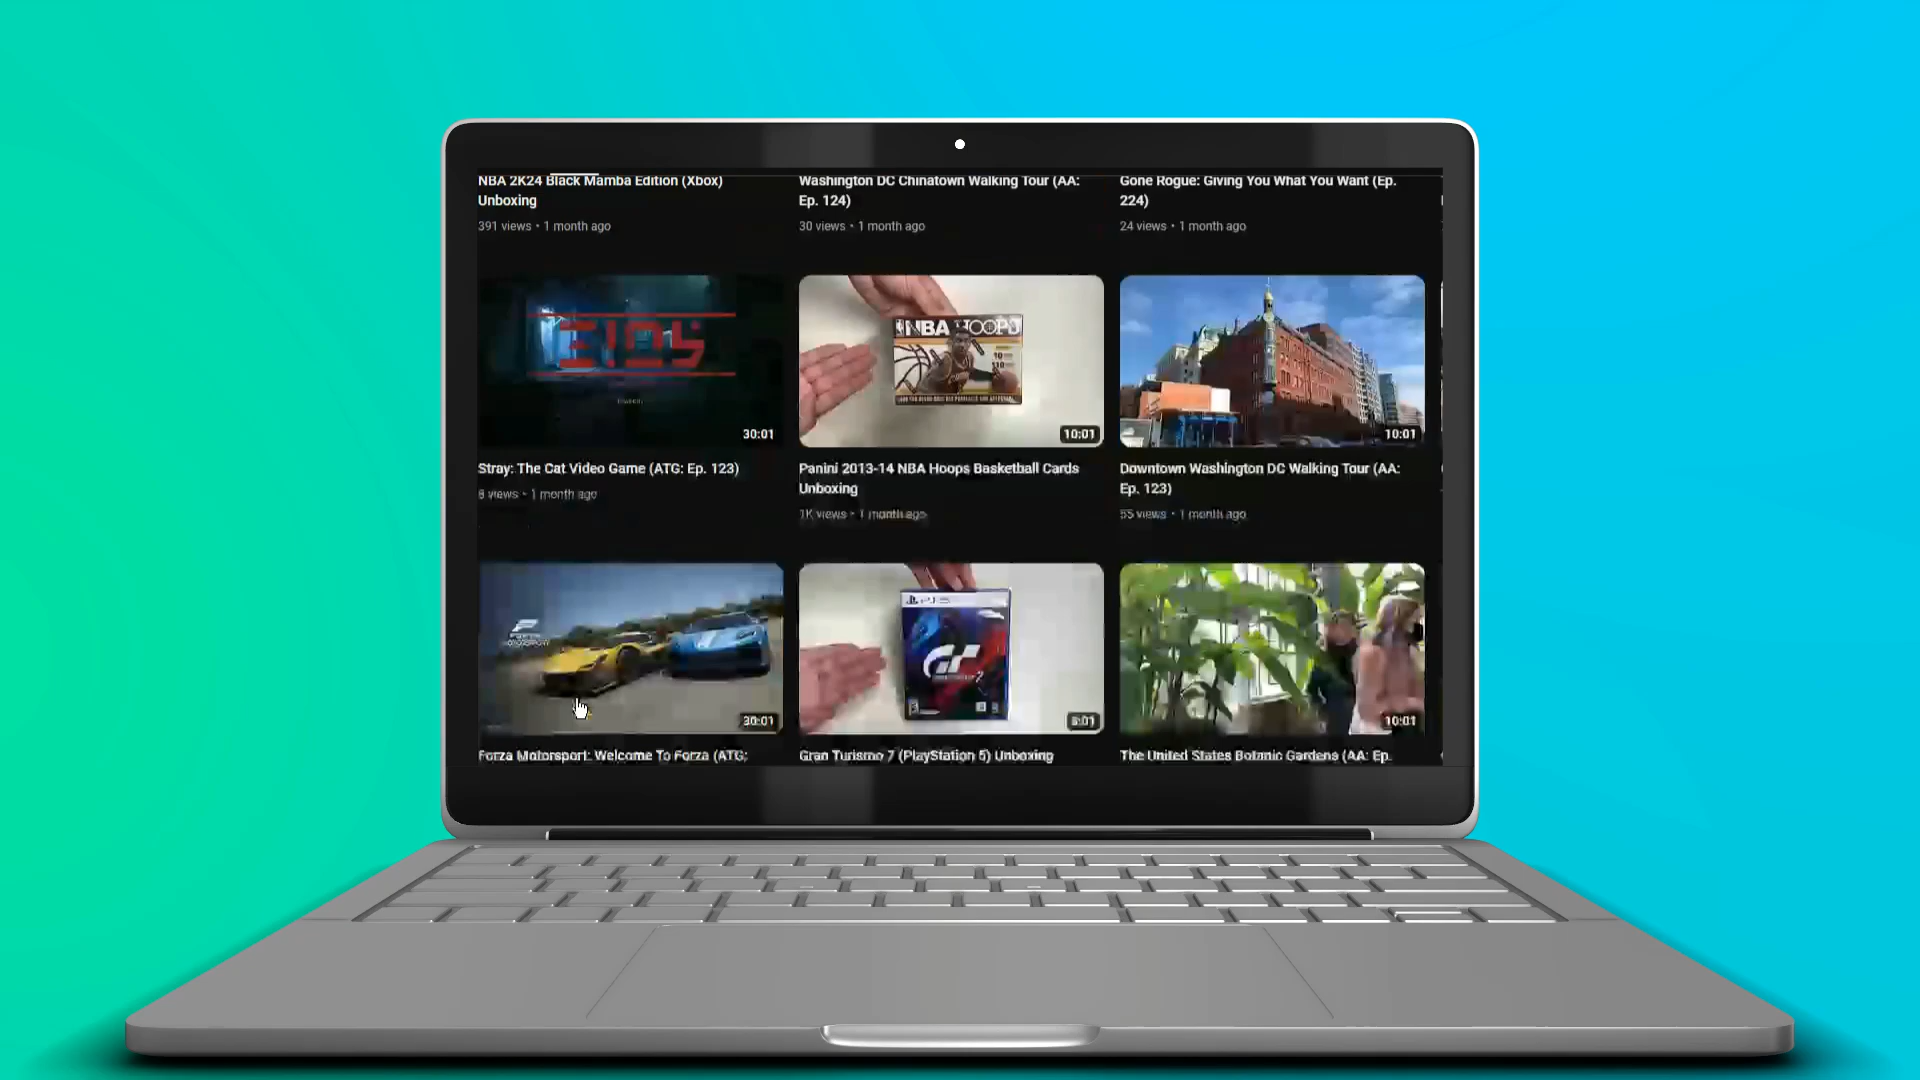 NBA 2K24 Black Mamba Edition (Xbox)
Unboxing
391 views • 1 month ago
Washington DC Chinatown Walking Tour (AA:
Ep. 124)
30 views • 1 month ago
Gone Rogue: Giving You What You Want (Ep.
224)
24 views • 1 month ago
30:01
NBA HOOPS
10:01
10:01
Stray: The Cat Video Game (ATG: Ep. 123)
8 views • 1 month ago
Panini 2013-14 NBA Hoops Basketball Cards
Unboxing
1K views • 1 month ago
Downtown Washington DC Walking Tour (AA:
Ep. 123)
55 views • 1 month ago
FORZA
MOTORSPORT
30:01
PS5
GT
8:01
10:01
Forza Motorsport: Welcome To Forza (ATG:
Gran Turismo 7 (PlayStation 5) Unboxing
The United States Botanic Gardens (AA: Ep.